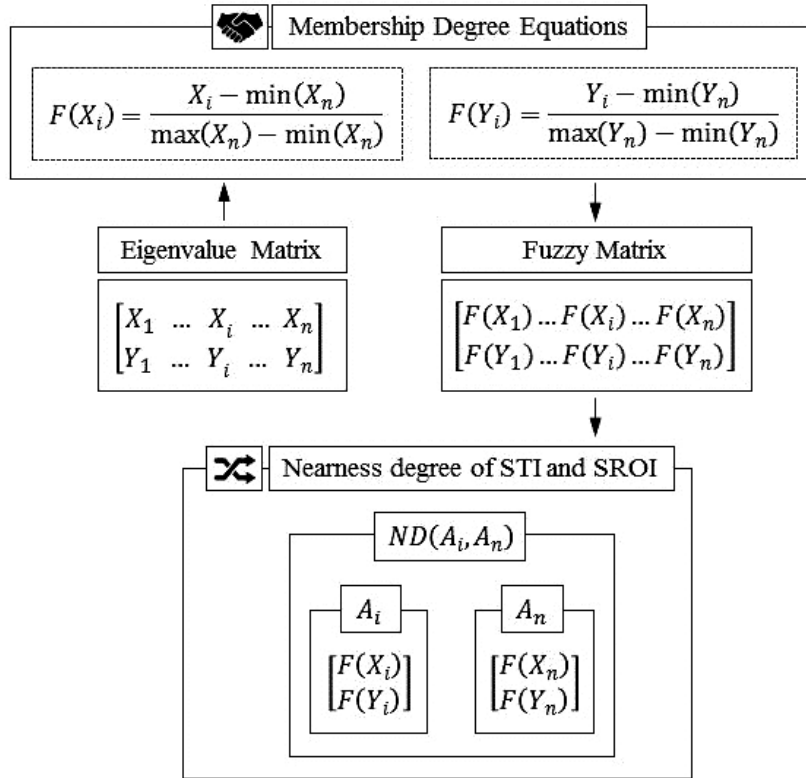 Membership Degree Equations
F(X_i) = \frac{X_i - min(X_n)}{max(X_n) - min(X_n)}
F(Y_i) = \frac{Y_i - min(Y_n)}{max(Y_n) - min(Y_n)}
Eigenvalue Matrix
[X_1 ... X_i ... X_n]
[Y_1 ... Y_i ... Y_n]
Fuzzy Matrix
[F(X_1) ... F(X_i) ... F(X_n)]
[F(Y_1) ... F(Y_i) ... F(Y_n)]
Nearness degree of STI and SROI
ND(A_i, A_n)
A_i
[F(X_i)]
[F(Y_i)]
A_n
[F(X_n)]
[F(Y_n)]